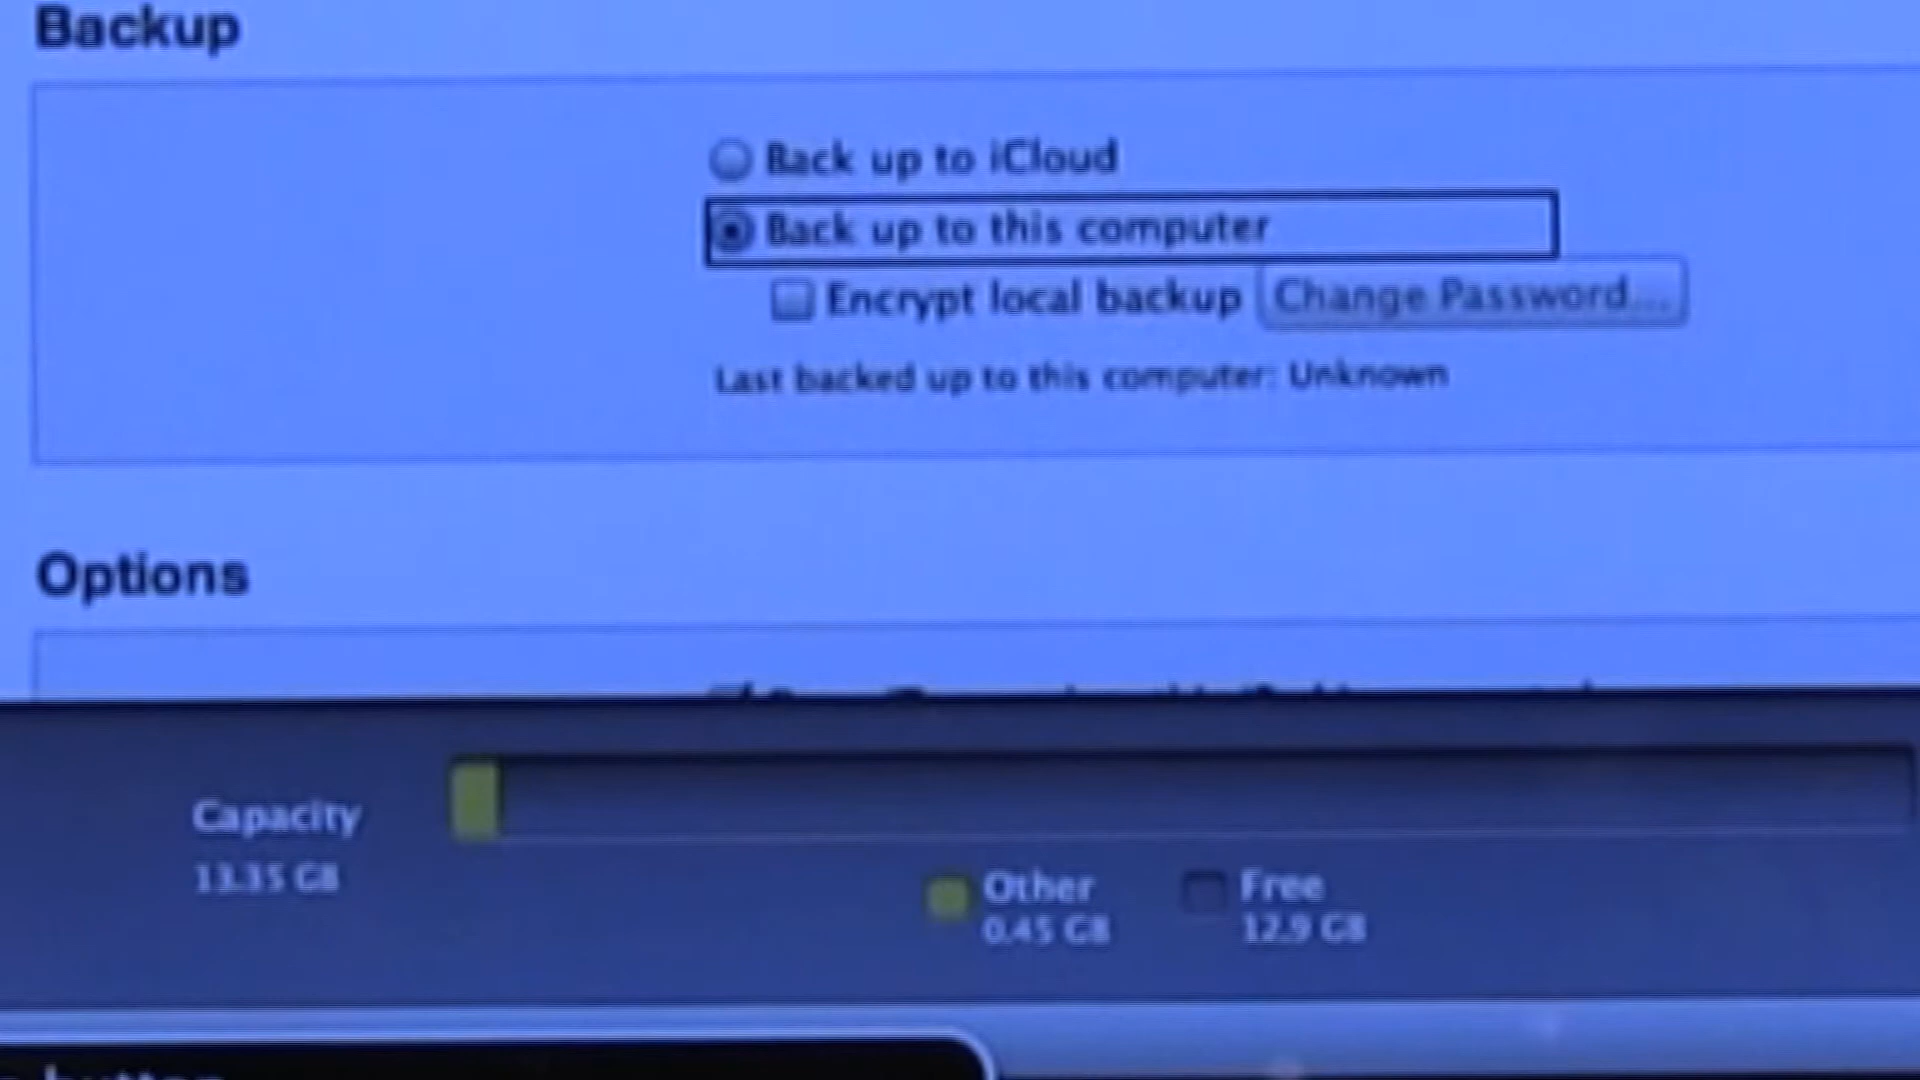 Backup
Back up to iCloud
Back up to this computer
Encrypt local backup Change Password...
Last backed up to this computer: Unknown
Options
Capacity
13.35 GB
Other
0.45 GB
Free
12.9 GB
button